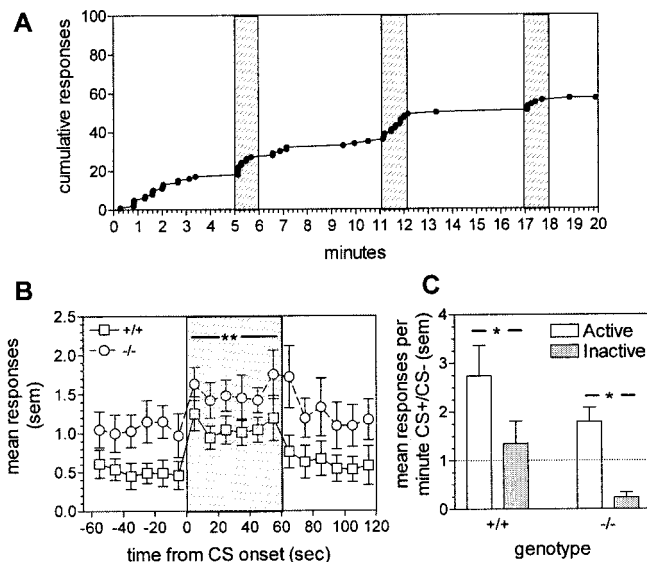 A
cumulative responses
100
80
60
40
20
0
0 1 2 3 4 5 6 7 8 9 10 11 12 13 14 15 16 17 18 19 20
minutes
B
+/+
-/-
**
mean responses
(sem)
2.5
2.0
1.5
1.0
0.5
0.0
-60 -40 -20 0 20 40 60 80 100 120
time from CS onset (sec)
C
Active
Inactive
*
*
mean responses per
minute CS+/CS- (sem)
4
3
2
1
0
+/+ -/-
genotype